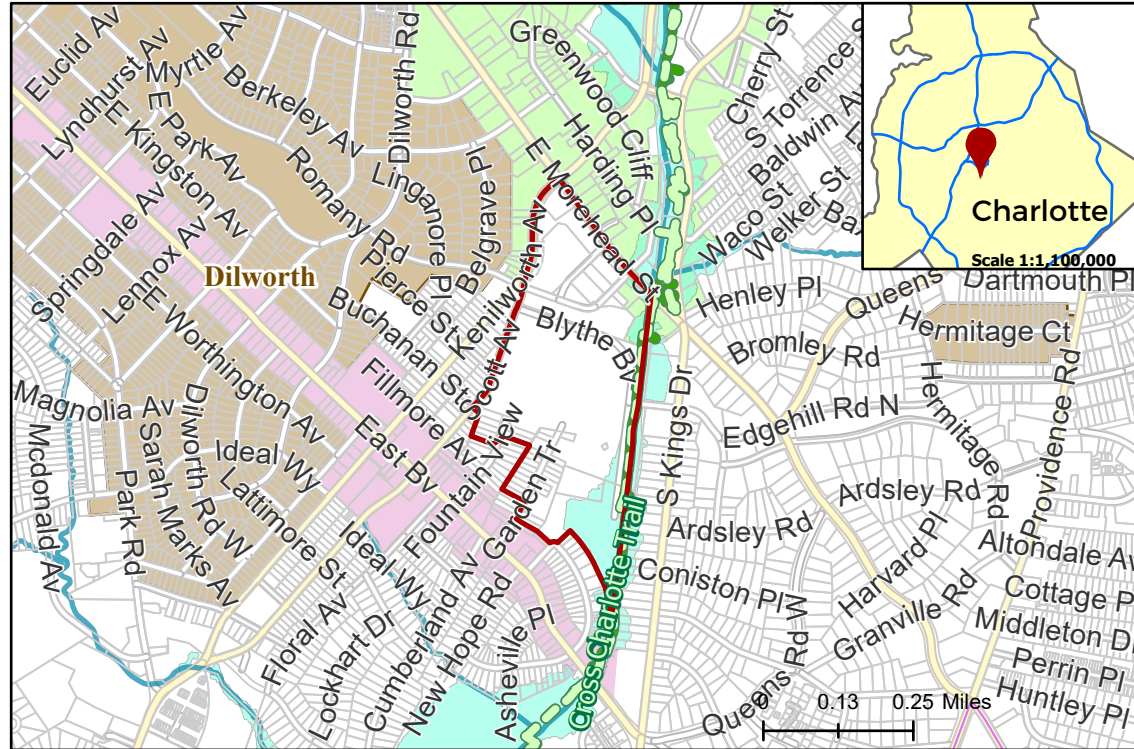 Euclid Av
Lyndhurst Av
Myrtle Av
E Park Av
Berkeley Av
Dilworth Rd
Greenwood Cliff
Harding Pl
Cherry St
S Torrence
Baldwin Av
Waco St
Welker St
E Kingston Av
Springdale Av
Lennox Av
Romany Rd
Linganore Pl
Belgrave Pl
E Morehead St
Kenilworth Av
Dilworth
Pierce St
Buchanan St
Scott Av
Blythe Bv
Henley Pl
Queens
Dartmouth Pl
Hermitage Ct
Bromley Rd
Edgehill Rd N
Hermitage Rd
Providence Rd
E Worthington Av
Fillmore Av
East Bv
Fountain View
Garden Tr
S Kings Dr
Magnolia Av
Mcdonald Av
Park Rd
Sarah Marks Av
Dilworth Rd W
Ideal Wy
Lattimore St
Ideal Wy
Floral Av
Lockhart Dr
Cumberland Av
New Hope Rd
Asheville Pl
Cross Charlotte Trail
Ardsley Rd
Ardsley Rd
Coniston Pl
Queens Rd W
Harvard Pl
Granville Rd
Altondale Av
Cottage P
Middleton D
Perrin Pl
Huntley Pl
Charlotte
Scale 1:1,100,000
0 0.13 0.25 Miles